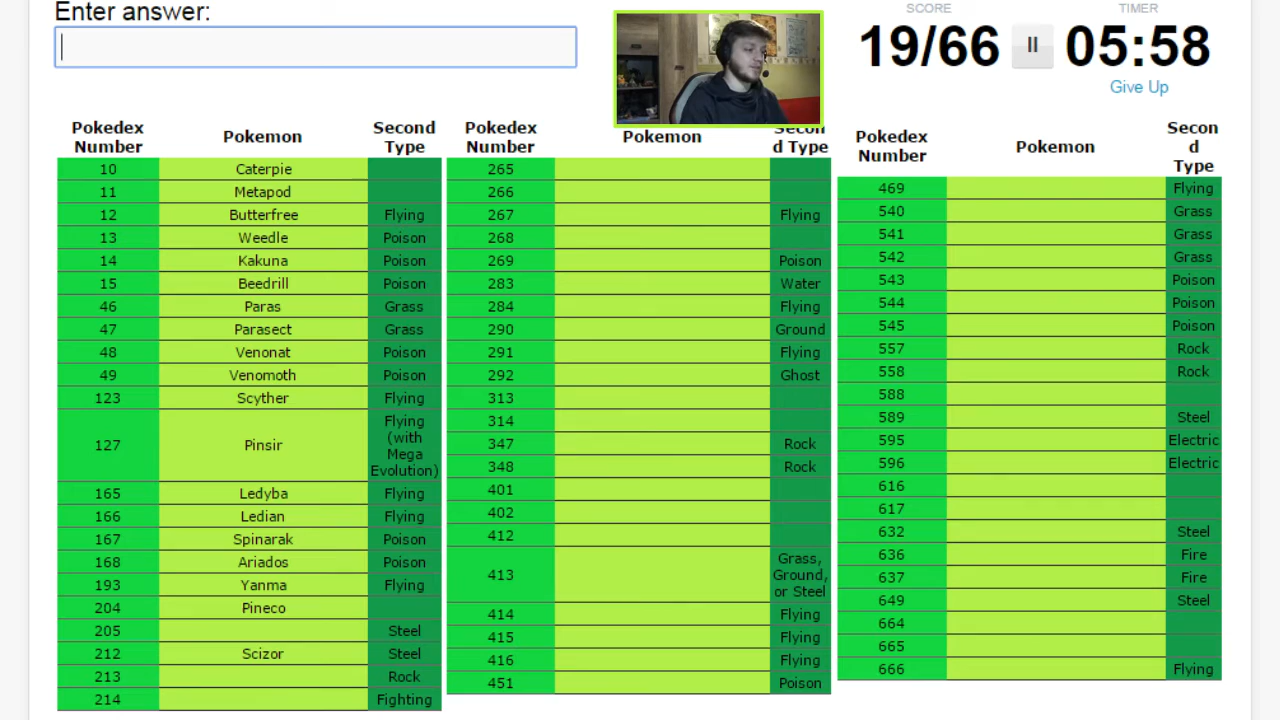 Enter answer:
SCORE
TIMER
19/66
05:58
Give Up
Pokedex Number Pokemon Second Type
10 Caterpie
11 Metapod
12 Butterfree Flying
13 Weedle Poison
14 Kakuna Poison
15 Beedrill Poison
46 Paras Grass
47 Parasect Grass
48 Venonat Poison
49 Venomoth Poison
123 Scyther Flying
127 Pinsir Flying (with Mega Evolution)
165 Ledyba Flying
166 Ledian Flying
167 Spinarak Poison
168 Ariados Poison
193 Yanma Flying
204 Pineco
205 Steel
212 Scizor Steel
213 Rock
214 Fighting
Pokedex Number Pokemon Second Type
265
266
267 Flying
268
269 Poison
283 Water
284 Flying
290 Ground
291 Flying
292 Ghost
313
314
347 Rock
348 Rock
401
402
412
413 Grass, Ground, or Steel
414 Flying
415 Flying
416 Flying
451 Poison
Pokedex Number Pokemon Second Type
469 Flying
540 Grass
541 Grass
542 Grass
543 Poison
544 Poison
545 Poison
557 Rock
558 Rock
588
589 Steel
595 Electric
596 Electric
616
617
632 Steel
636 Fire
637 Fire
649 Steel
664
665
666 Flying